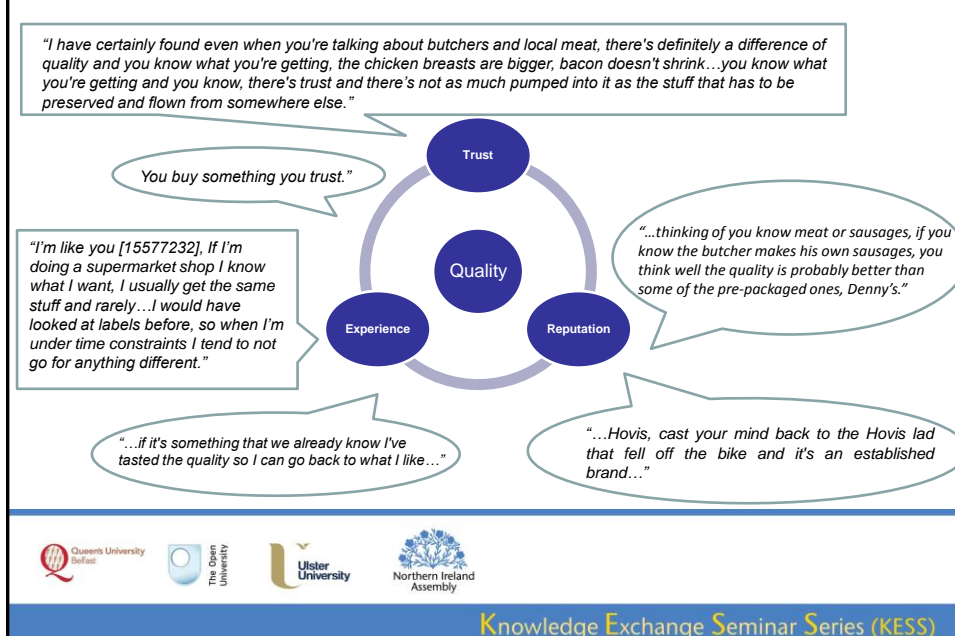 “I have certainly found even when you're talking about butchers and local meat, there's definitely a difference of
quality and you know what you're getting, the chicken breasts are bigger, bacon doesn't shrink…you know what
you're getting and you know, there's trust and there’s not as much pumped into it as the stuff that has to be
preserved and flown from somewhere else.”
Trust
You buy something you trust.”
“I’m like you [15577232], If I’m
doing a supermarket shop I know
what I want, I usually get the same
stuff and rarely…I would have
looked at labels before, so when I’m
under time constraints I tend to not
go for anything different.”
Quality
“…thinking of you know meat or sausages, if you
know the butcher makes his own sausages, you
think well the quality is probably better than
some of the pre-packaged ones, Denny’s.”
Experience
Reputation
“…if it's something that we already know I've
tasted the quality so I can go back to what I like…”
“…Hovis, cast your mind back to the Hovis lad
that fell off the bike and it's an established
brand…”
Queen's University
Belfast
The Open
University
Ulster
University
Northern Ireland
Assembly
Knowledge Exchange Seminar Series (KESS)